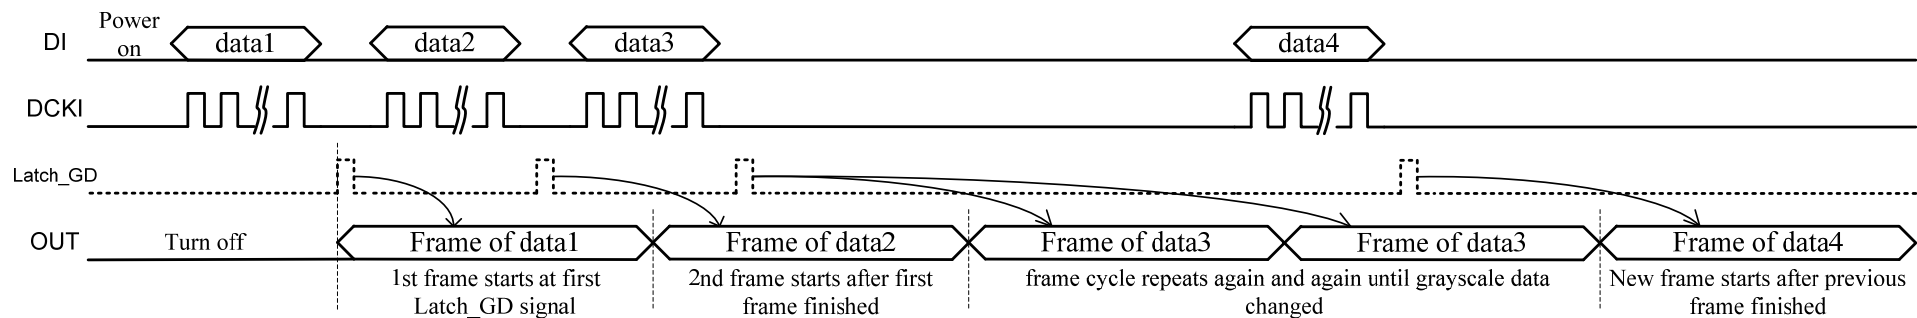 Power
on
DI
data1
data2
data3
data4
DCKI
Latch_GD
OUT
Turn off
Frame of data1
Frame of data2
Frame of data3
Frame of data3
Frame of data4
1st frame starts at first
Latch_GD signal
2nd frame starts after first
frame finished
frame cycle repeats again and again until grayscale data
changed
New frame starts after previous
frame finished